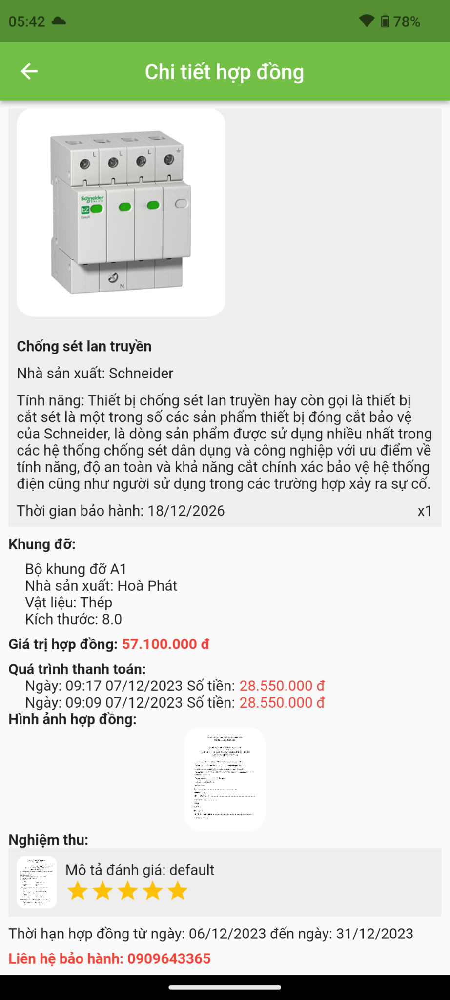 05:42
78%
Chi tiết hợp đồng
L
L
L
Schneider
Electric
EZ
Easy9
N
Chống sét lan truyền
Nhà sản xuất: Schneider
Tính năng: Thiết bị chống sét lan truyền hay còn gọi là thiết bị
cắt sét là một trong số các sản phẩm thiết bị đóng cắt bảo vệ
của Schneider, là dòng sản phẩm được sử dụng nhiều nhất trong
các hệ thống chống sét dân dụng và công nghiệp với ưu điểm về
tính năng, độ an toàn và khả năng cắt chính xác bảo vệ hệ thống
điện cũng như người sử dụng trong các trường hợp xảy ra sự cố.
Thời gian bảo hành: 18/12/2026 x1
Khung đỡ:
Bộ khung đỡ A1
Nhà sản xuất: Hoà Phát
Vật liệu: Thép
Kích thước: 8.0
Giá trị hợp đồng: 57.100.000 đ
Quá trình thanh toán:
Ngày: 09:17 07/12/2023 Số tiền: 28.550.000 đ
Ngày: 09:09 07/12/2023 Số tiền: 28.550.000 đ
Hình ảnh hợp đồng:
Nghiệm thu:
Mô tả đánh giá: default
Thời hạn hợp đồng từ ngày: 06/12/2023 đến ngày: 31/12/2023
Liên hệ bảo hành: 0909643365